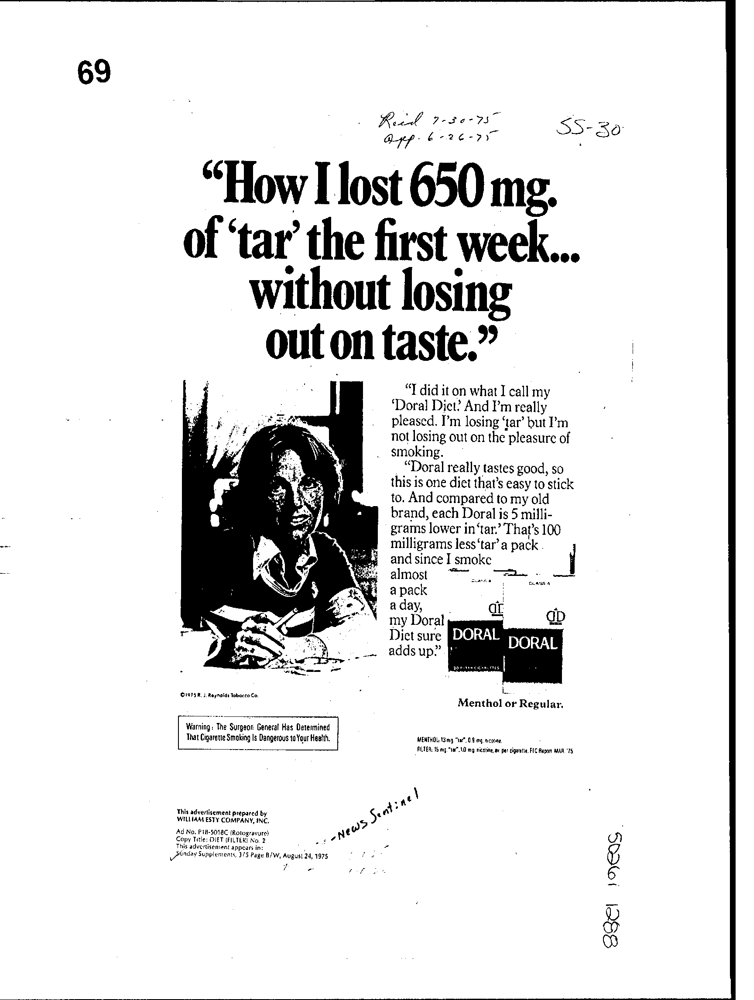 69
Rec'd 7-30-75
App. 6-26-75
SS-30
“How I lost 650 mg.
of ‘tar’ the first week...
without losing
out on taste.”
“I did it on what I call my
‘Doral Diet.’ And I'm really
pleased. I'm losing ‘tar’ but I'm
not losing out on the pleasure of
smoking.
“Doral really tastes good, so
this is one diet that's easy to stick
to. And compared to my old
brand, each Doral is 5 milli-
grams lower in ‘tar.’ That's 100
milligrams less ‘tar’ a pack
and since I smoke
almost
a pack
a day,
my Doral
Diet sure
adds up.”
DORAL
DORAL
Menthol or Regular.
©1975 R. J. Reynolds Tobacco Co.
Warning: The Surgeon General Has Determined
That Cigarette Smoking Is Dangerous to Your Health.
MENTHOL: 13 mg. "tar", 0.9 mg. nicotine,
FILTER: 15 mg. "tar", 1.0 mg. nicotine, av. per cigarette, FTC Report MAR. '75
-News Sentinel
This advertisement prepared by
WILLIAM ESTY COMPANY, INC.
Ad No. P18-5018C (Rotogravure)
Copy Title: DIET (FILTER) No. 2
This advertisement appears in:
Sunday Supplements, 3/5 Page B/W, August 24, 1975
50261 1288